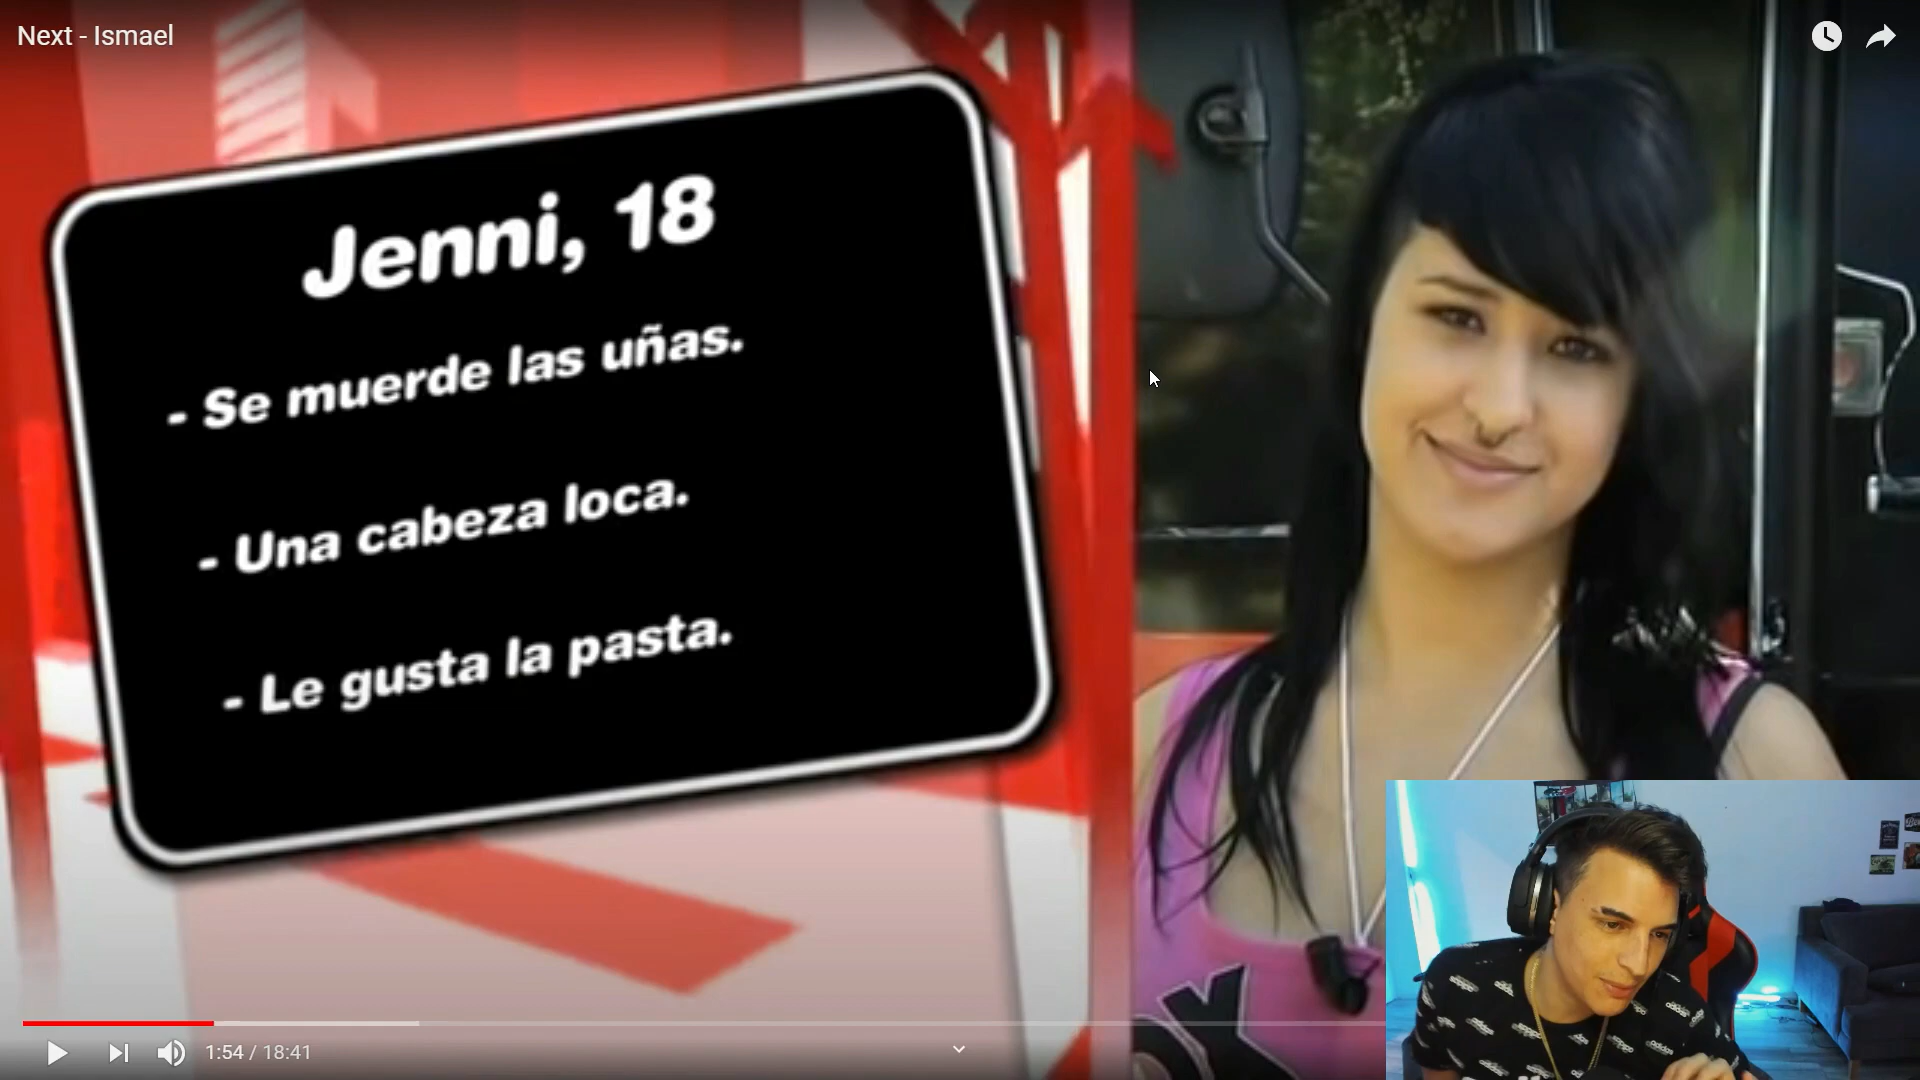 Next - Ismael
Jenni, 18
- Se muerde las uñas.
- Una cabeza loca.
- Le gusta la pasta.
1:54 / 18:41